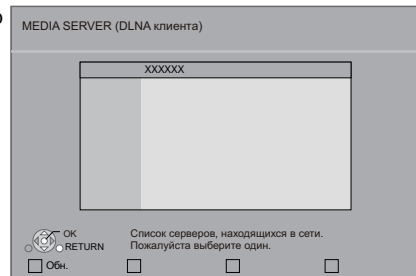 MEDIA SERVER (DLNA клиента)
XXXXXX
OK
RETURN
Список серверов, находящихся в сети.
Пожалуйста выберите один.
Обн.